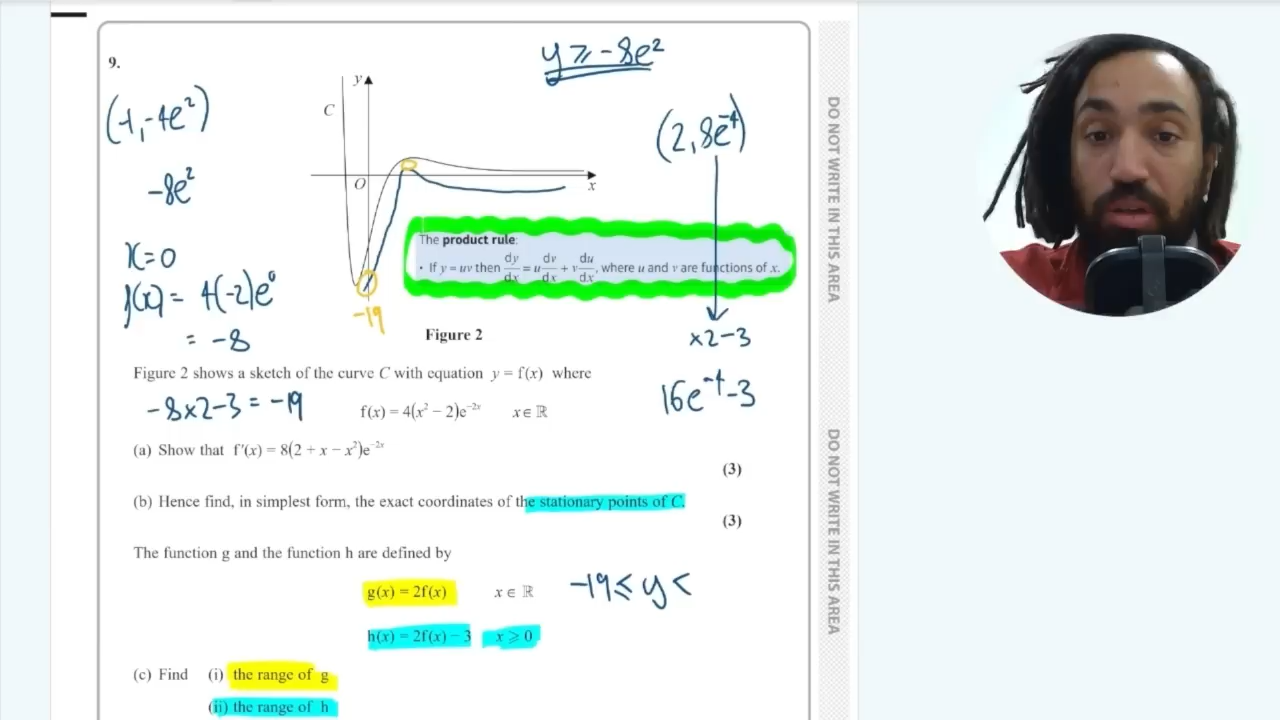 9.
y ⩾ -8e²
y
C
(-1, -4e²)
(2, 8e⁻⁴)
-8e²
O
x
The product rule:
• If y = uv then dy/dx = u dv/dx + v du/dx, where u and v are functions of x.
x=0
f(x) = 4(-2)e⁰
= -8
-19
Figure 2
×2-3
Figure 2 shows a sketch of the curve C with equation y = f(x) where
-8×2-3 = -19
16e⁻⁴-3
f(x) = 4(x² − 2)e⁻²ˣ x ∈ ℝ
(a) Show that f′(x) = 8(2 + x − x²)e⁻²ˣ
(3)
(b) Hence find, in simplest form, the exact coordinates of the stationary points of C.
(3)
The function g and the function h are defined by
g(x) = 2f(x) x ∈ ℝ
-19 ⩽ y <
h(x) = 2f(x) − 3 x ⩾ 0
(c) Find (i) the range of g
(ii) the range of h
DO NOT WRITE IN THIS AREA
DO NOT WRITE IN THIS AREA